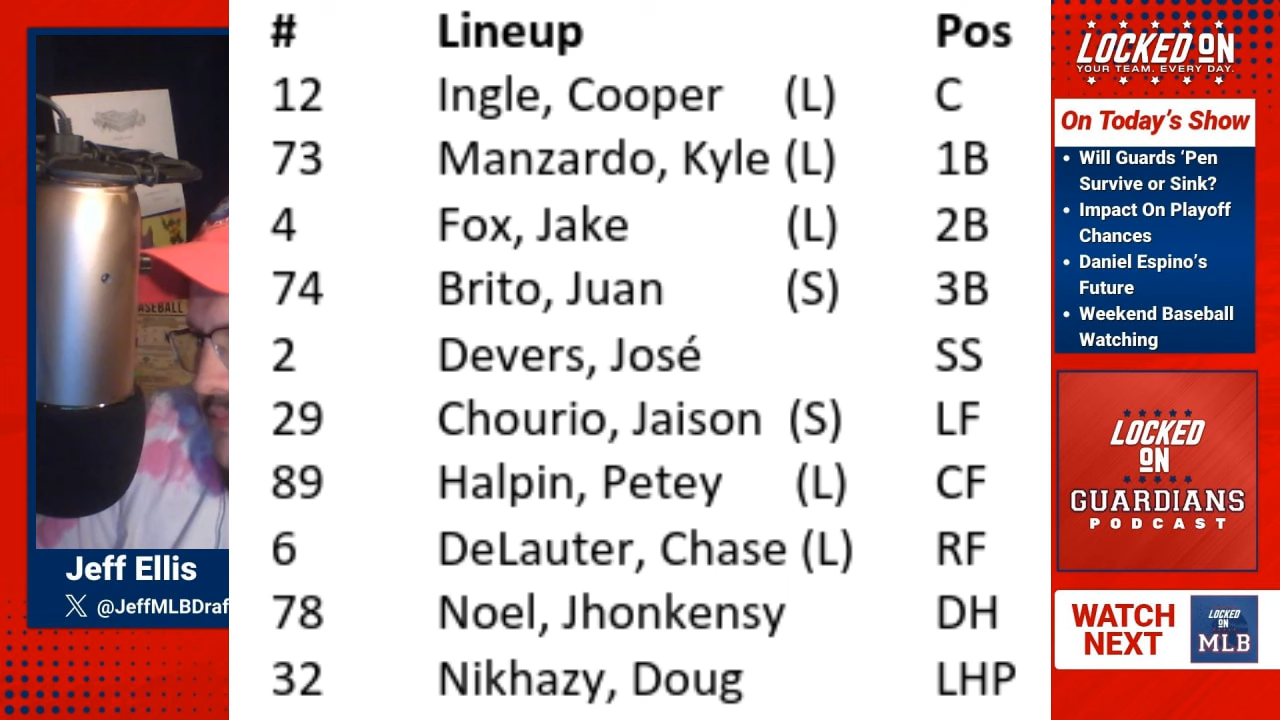 # Lineup Pos
12 Ingle, Cooper (L) C
73 Manzardo, Kyle (L) 1B
4 Fox, Jake (L) 2B
74 Brito, Juan (S) 3B
2 Devers, José SS
29 Chourio, Jaison (S) LF
89 Halpin, Petey (L) CF
6 DeLauter, Chase (L) RF
78 Noel, Jhonkensy DH
32 Nikhazy, Doug LHP
ASEBALL
Jeff Ellis
X @JeffMLBDraf
LOCKED ON
YOUR TEAM. EVERY DAY.
On Today's Show
• Will Guards 'Pen
Survive or Sink?
• Impact On Playoff
Chances
• Daniel Espino's
Future
• Weekend Baseball
Watching
LOCKED
ON
GUARDIANS
PODCAST
WATCH
NEXT
LOCKED
ON
MLB